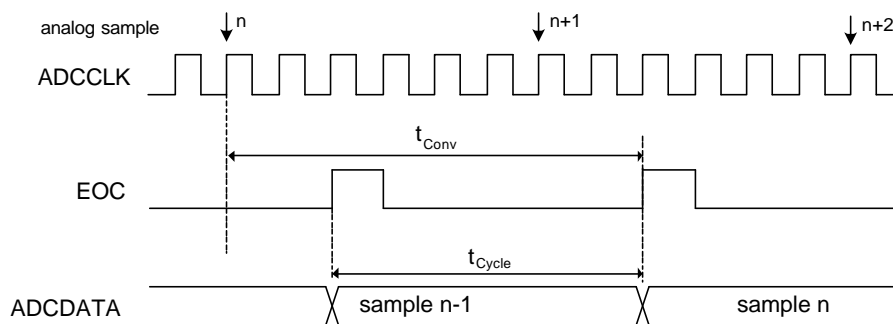 analog sample n n+1 n+2
ADCCLK
t_Conv
EOC
t_Cycle
ADCDATA sample n-1 sample n